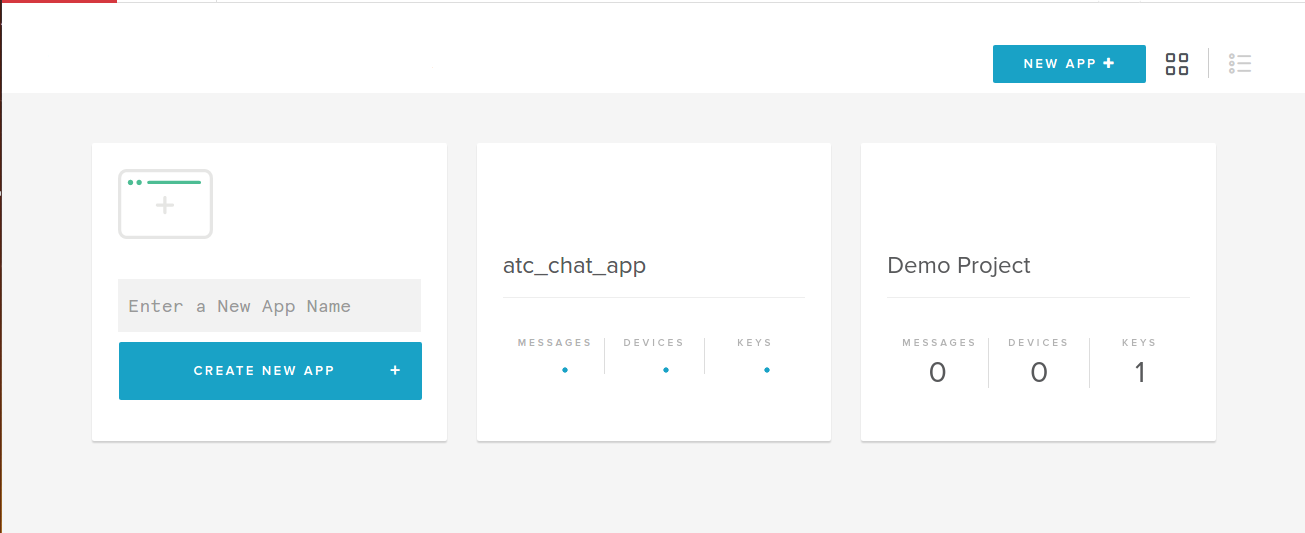 NEW APP +
Enter a New App Name
CREATE NEW APP +
atc_chat_app
MESSAGES DEVICES KEYS
Demo Project
MESSAGES DEVICES KEYS
0 0 1